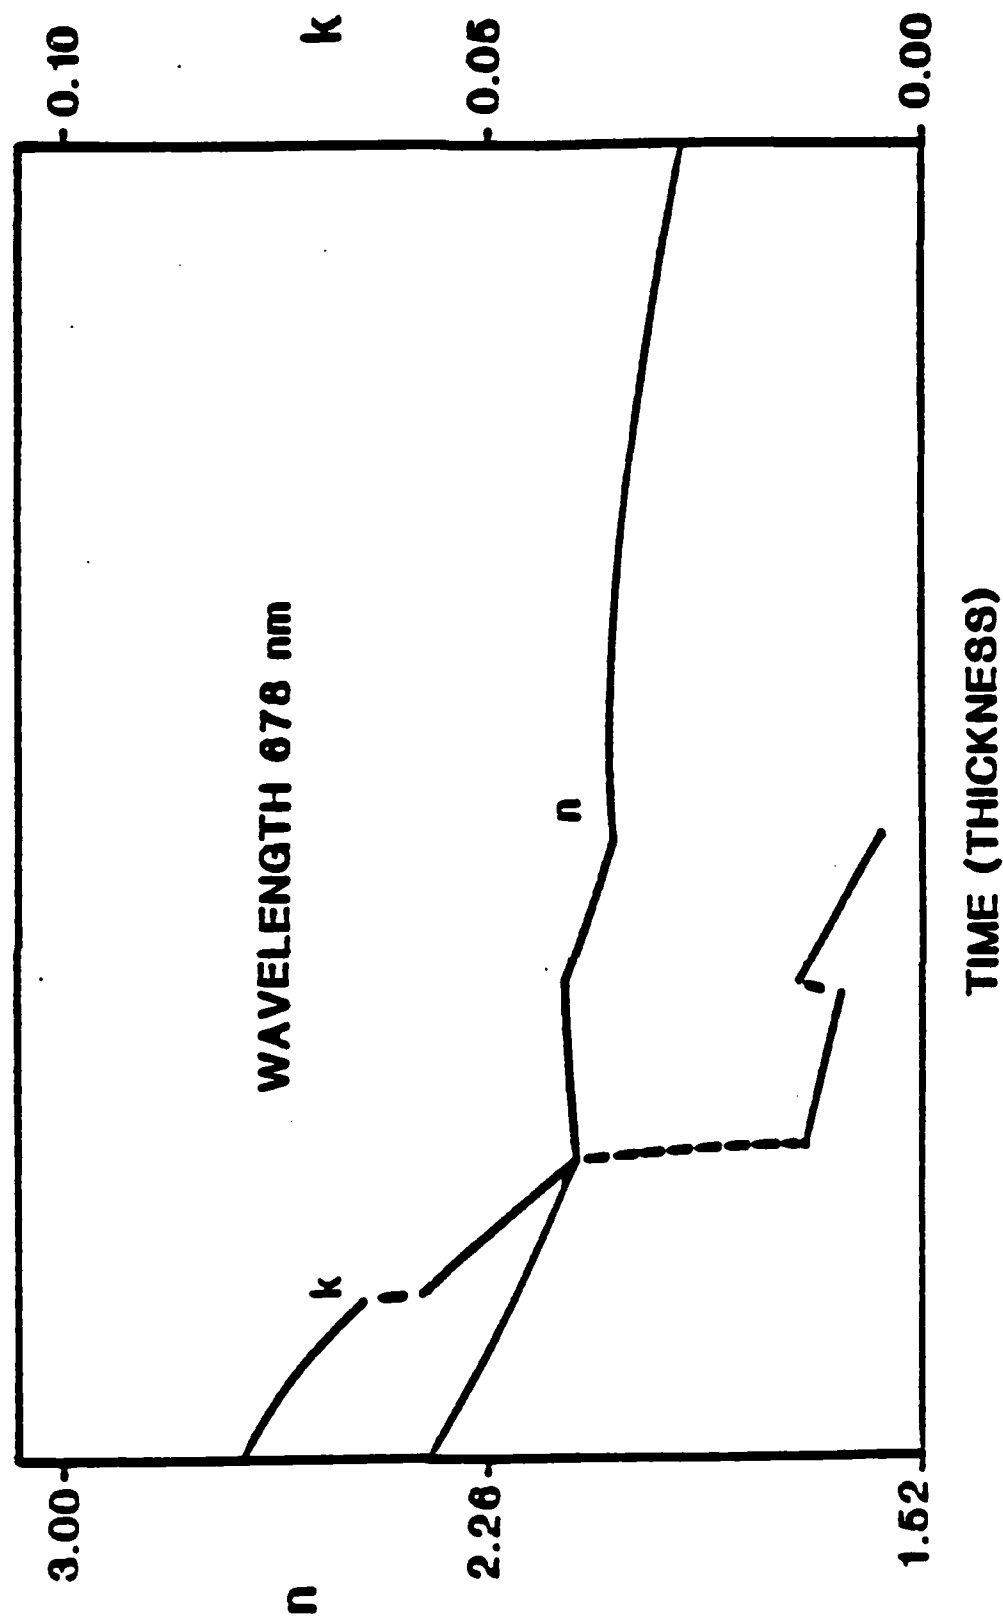 WAVELENGTH 678 nm
3.00
2.26
1.52
n
0.10
0.05
0.00
k
k
n
TIME (THICKNESS)